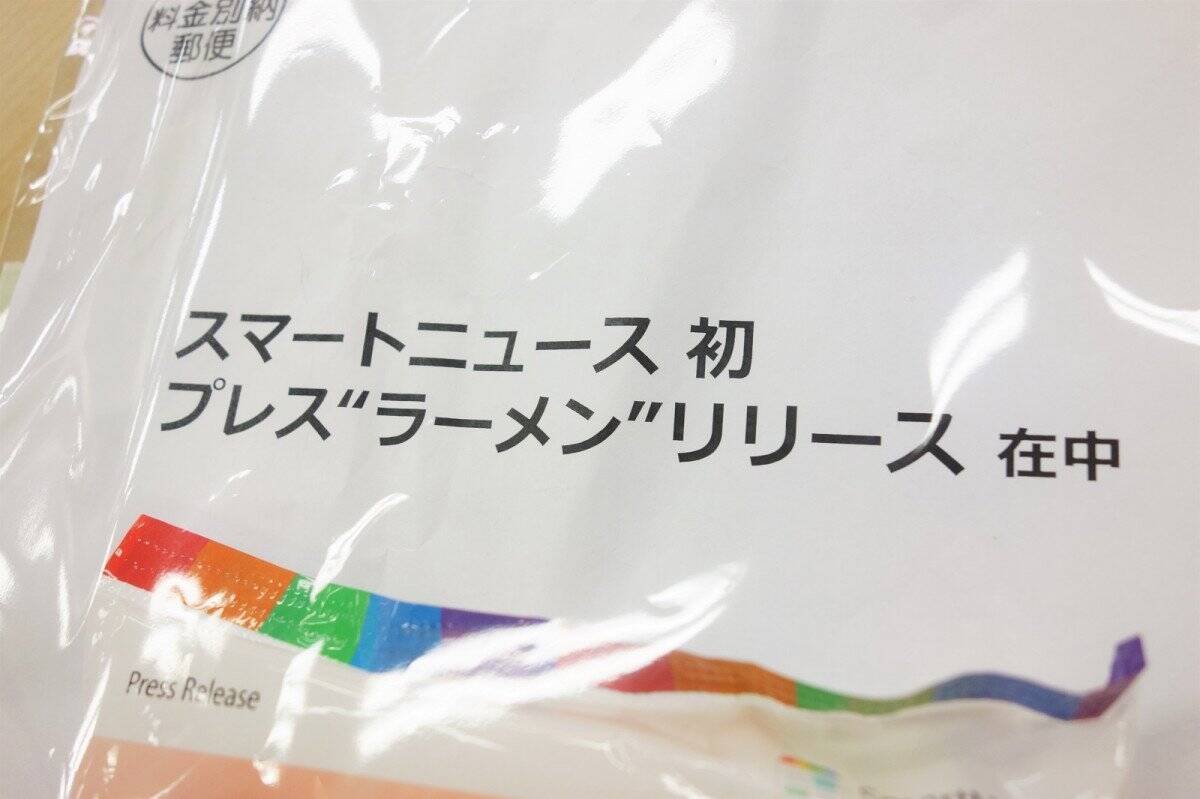 料金別納
郵便
スマートニュース 初
プレス“ラーメン”リリース 在中
Press Release